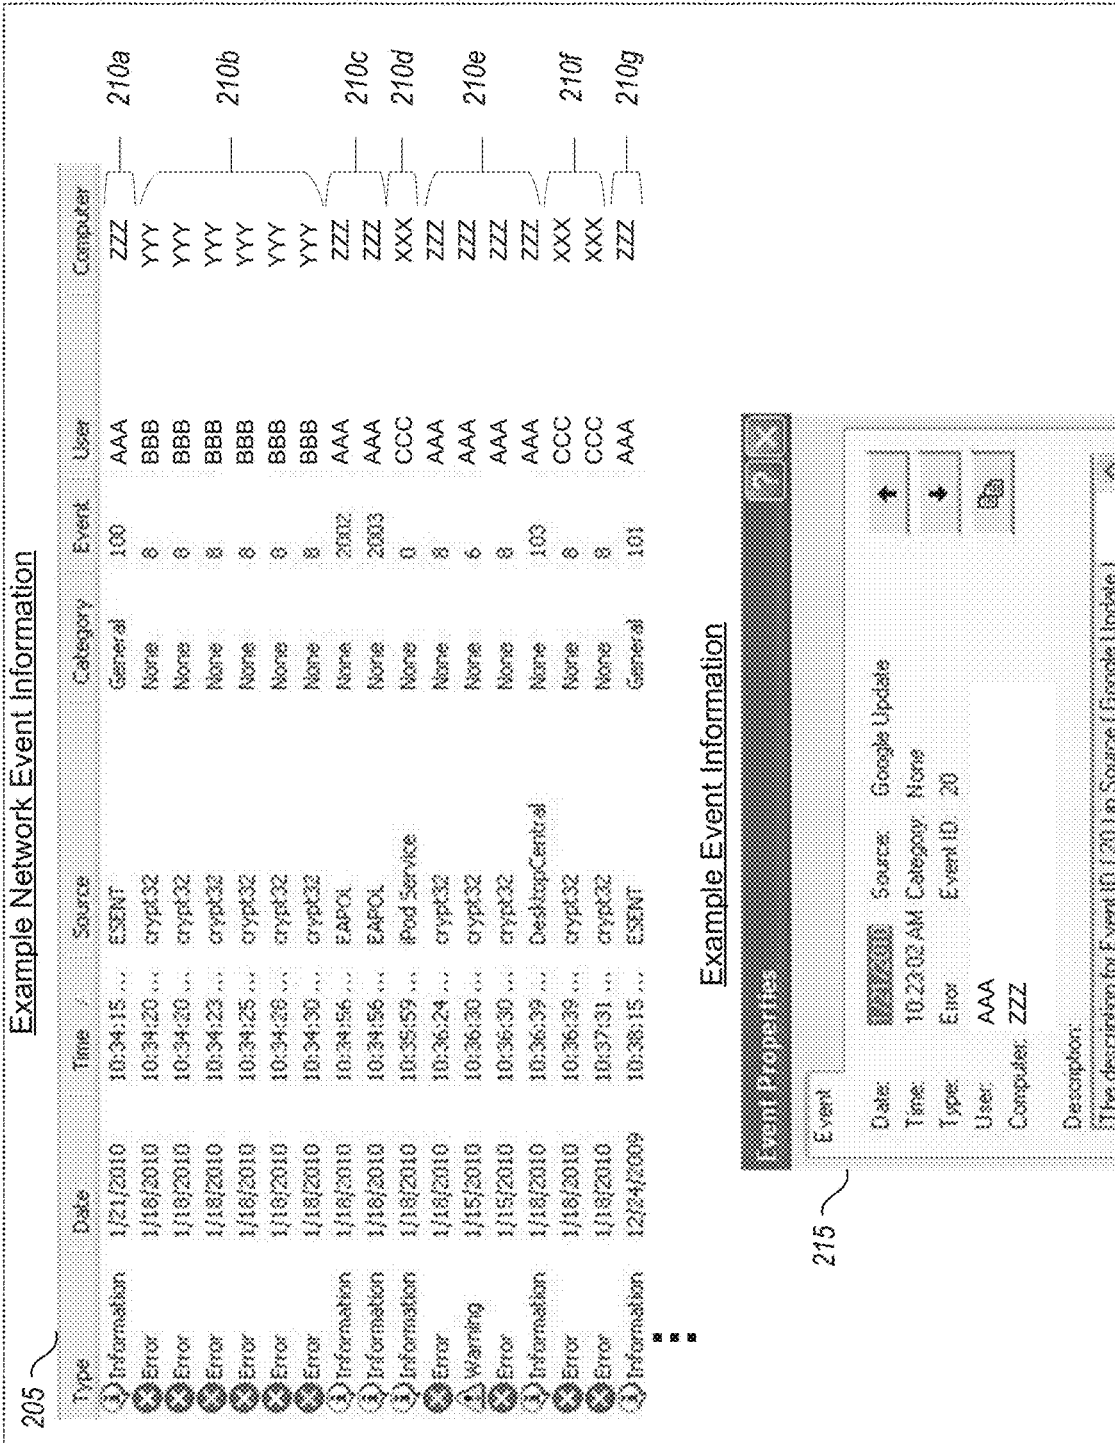 Example Network Event Information
205
Type Date Time / Source Category Event User Computer
Information 1/21/2010 10:34:15 ... ESENT General 100 AAA ZZZ 210a
Error 1/18/2010 10:34:20 ... crypt32 None 8 BBB YYY
Error 1/18/2010 10:34:20 ... crypt32 None 8 BBB YYY
Error 1/18/2010 10:34:23 ... crypt32 None 8 BBB YYY 210b
Error 1/18/2010 10:34:25 ... crypt32 None 8 BBB YYY
Error 1/18/2010 10:34:28 ... crypt32 None 8 BBB YYY
Error 1/18/2010 10:34:30 ... crypt32 None 8 BBB YYY
Information 1/18/2010 10:34:56 ... EAPOL None 2002 AAA ZZZ 210c
Information 1/18/2010 10:34:56 ... EAPOL None 2003 AAA ZZZ
Information 1/18/2010 10:35:59 ... iPod Service None 0 CCC XXX 210d
Error 1/18/2010 10:36:24 ... crypt32 None 8 AAA ZZZ
Warning 1/15/2010 10:36:30 ... crypt32 None 6 AAA ZZZ 210e
Error 1/15/2010 10:36:30 ... crypt32 None 8 AAA ZZZ
Information 1/18/2010 10:36:39 ... DesktopCentral None 103 AAA ZZZ
Error 1/18/2010 10:36:39 ... crypt32 None 8 CCC XXX 210f
Error 1/18/2010 10:37:31 ... crypt32 None 8 CCC XXX
Information 12/24/2009 10:38:15 ... ESENT General 101 AAA ZZZ 210g
Example Event Information
215
Event Properties
Event
Date: Source: Google Update
Time: 10:22:02 AM Category: None
Type: Error Event ID: 20
User: AAA
Computer: ZZZ
Description:
The description for Event ID ( 20 ) in Source ( Google Update )